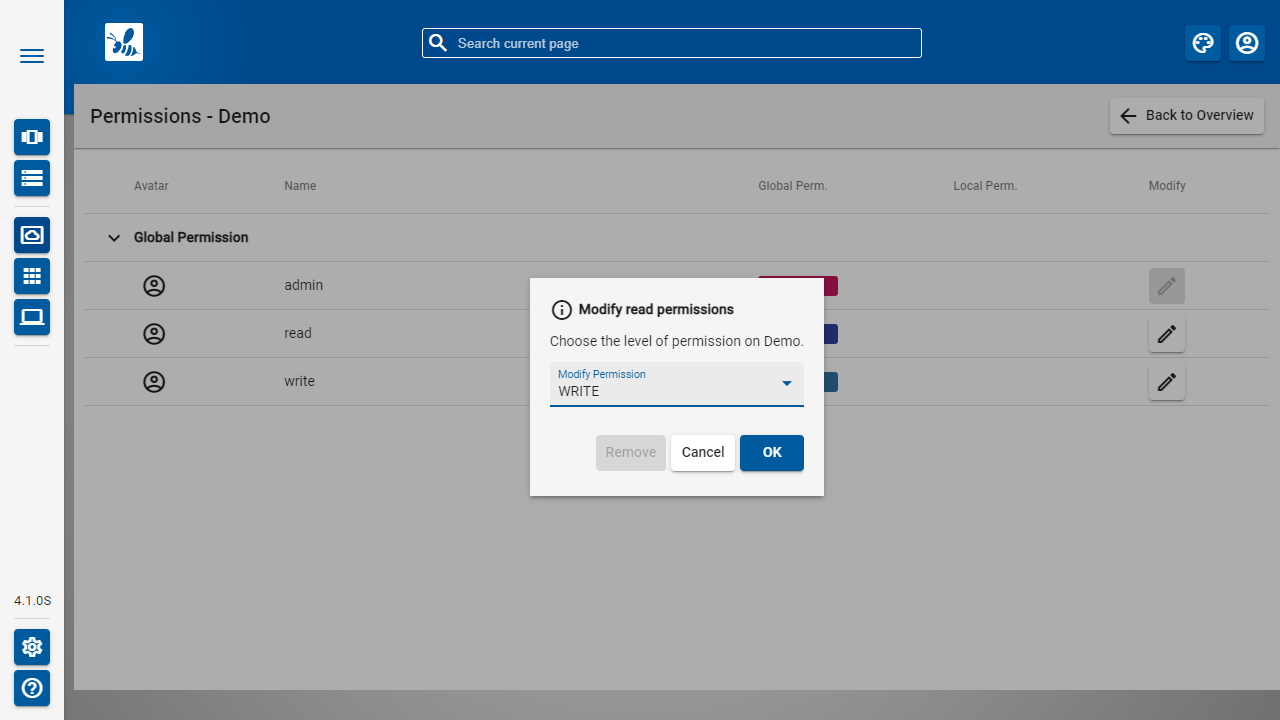 Search current page
Permissions - Demo
Back to Overview
Avatar Name Global Perm. Local Perm. Modify
Global Permission
admin
read
write
Modify read permissions
Choose the level of permission on Demo.
Modify Permission
WRITE
Remove Cancel OK
4.1.0S